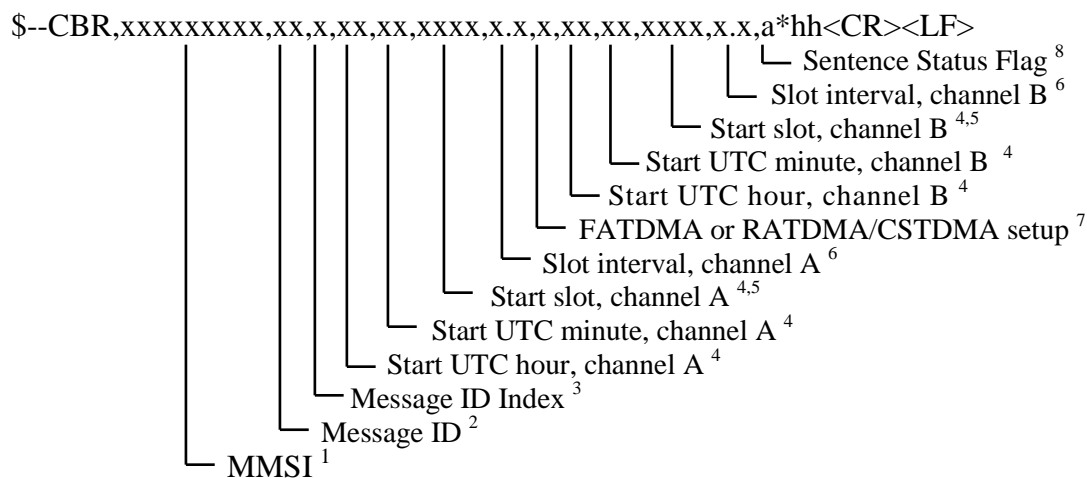 $--CBR,xxxxxxxxx,xx,x,xx,xx,xxxx,x.x,x,xx,xx,xxxx,x.x,a*hh<CR><LF>
Sentence Status Flag 8
Slot interval, channel B 6
Start slot, channel B 4,5
Start UTC minute, channel B 4
Start UTC hour, channel B 4
FATDMA or RATDMA/CSTDMA setup 7
Slot interval, channel A 6
Start slot, channel A 4,5
Start UTC minute, channel A 4
Start UTC hour, channel A 4
Message ID Index 3
Message ID 2
MMSI 1